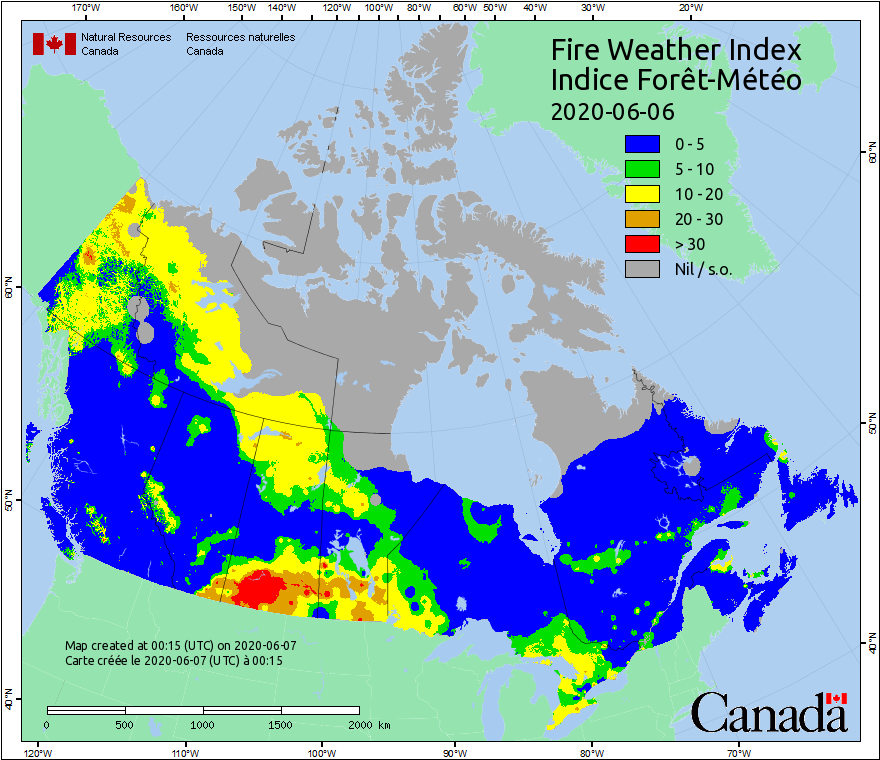 170°W 160°W 150°W 140°W 130°W 120°W 110°W 100°W 90°W 80°W 60°W 50°W 40°W 30°W 20°W
Natural Resources Ressources naturelles
Canada Canada
Fire Weather Index
Indice Forêt-Météo
2020-06-06
0 - 5
5 - 10
10 - 20
20 - 30
> 30
Nil / s.o.
60°N
60°N
50°N
50°N
40°N
40°N
Map created at 00:15 (UTC) on 2020-06-07
Carte créée le 2020-06-07 (UTC) à 00:15
0 500 1000 1500 2000 km
Canada
120°W 110°W 100°W 90°W 80°W 70°W